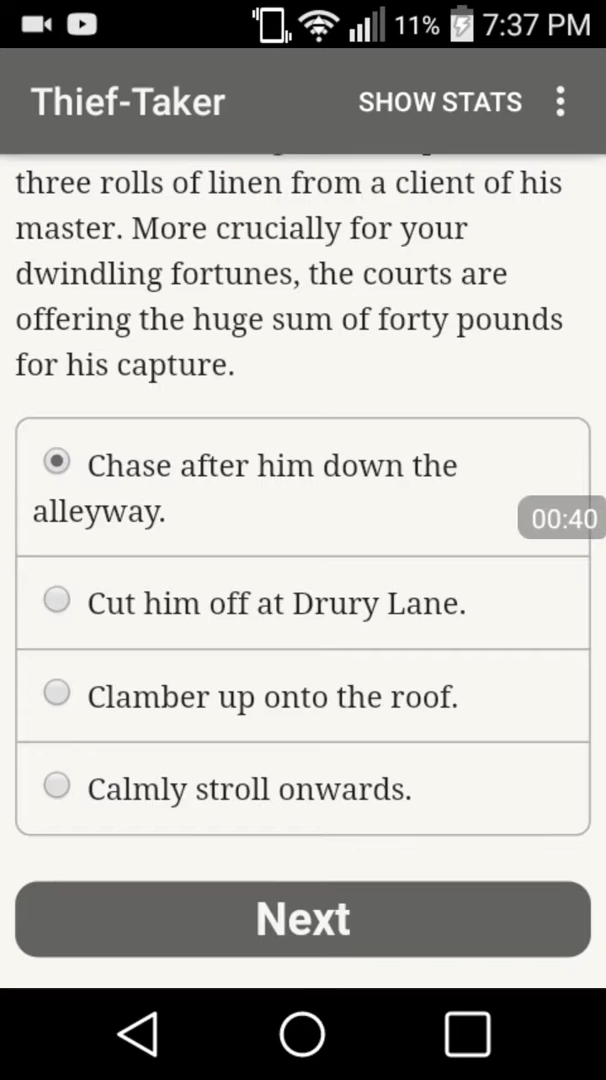 11% 7:37 PM
Thief-Taker SHOW STATS
three rolls of linen from a client of his
master. More crucially for your
dwindling fortunes, the courts are
offering the huge sum of forty pounds
for his capture.
Chase after him down the
alleyway.
00:40
Cut him off at Drury Lane.
Clamber up onto the roof.
Calmly stroll onwards.
Next